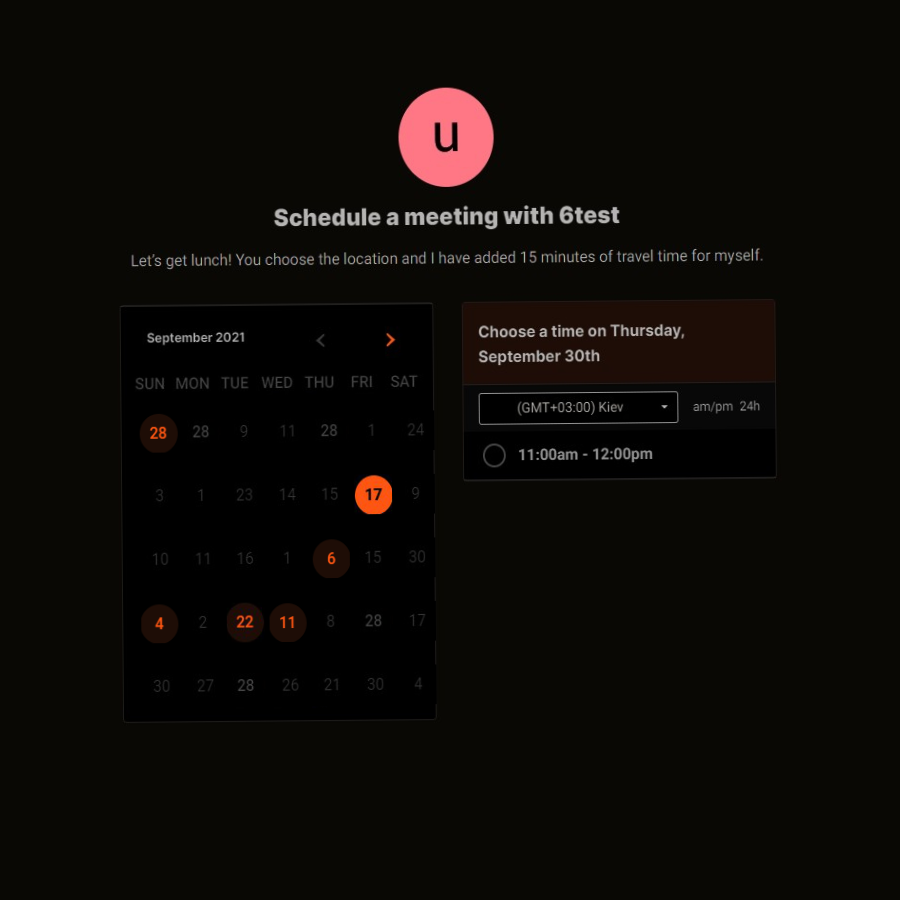 u
Schedule a meeting with 6test
Let's get lunch! You choose the location and I have added 15 minutes of travel time for myself.
September 2021
SUN MON TUE WED THU FRI SAT
28 28 9 11 28 1 24
3 1 23 14 15 17 9
10 11 16 1 6 15 30
4 2 22 11 8 28 17
30 27 28 26 21 30 4
Choose a time on Thursday,
September 30th
(GMT+03:00) Kiev am/pm 24h
11:00am - 12:00pm